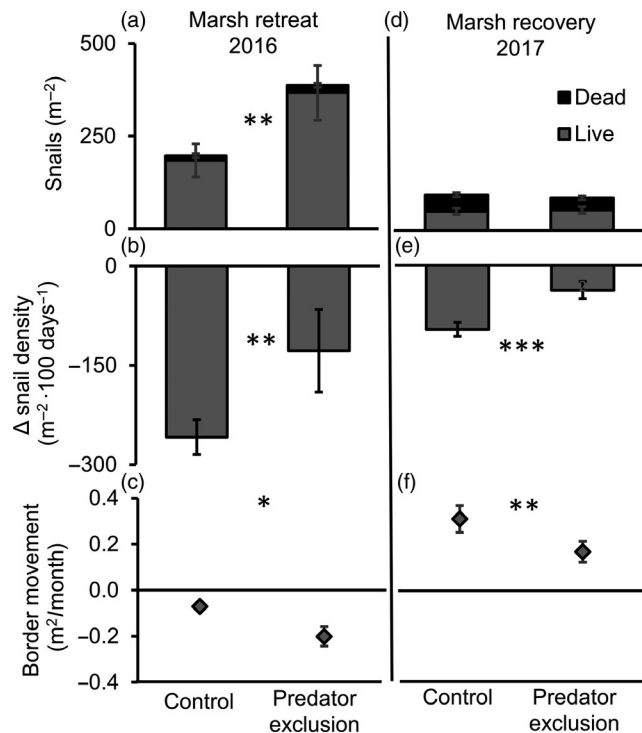 (a) Marsh retreat
2016
(d) Marsh recovery
2017
Snails (m⁻²)
500
250
0
**
Dead
Live
(b)
(e)
Δ snail density
(m⁻²·100 days⁻¹)
0
−150
−300
**
***
(c)
(f)
Border movement
(m²/month)
0.4
0.2
0.0
−0.2
−0.4
*
**
Control
Predator
exclusion
Control
Predator
exclusion